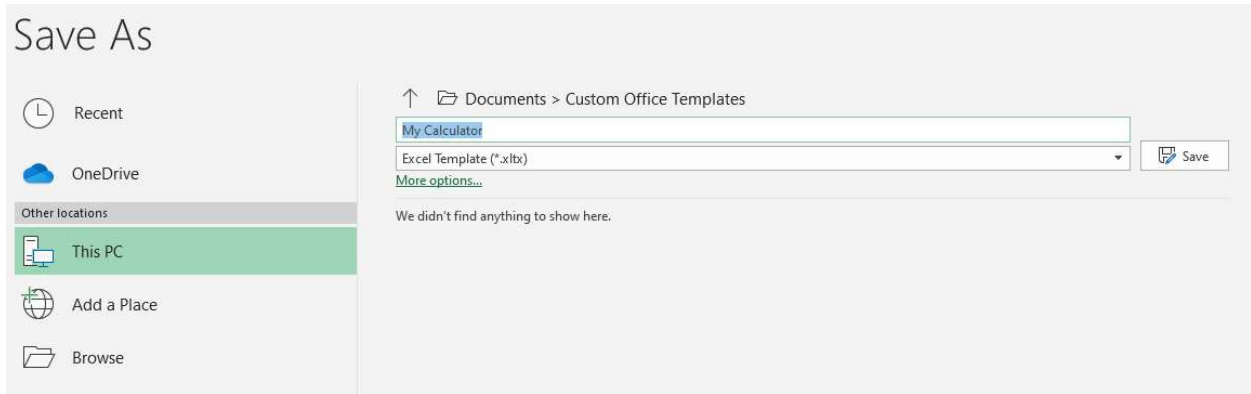 Save As
Recent
OneDrive
Other locations
This PC
Add a Place
Browse
Documents > Custom Office Templates
My Calculator
Excel Template (*.xltx)
Save
More options...
We didn't find anything to show here.